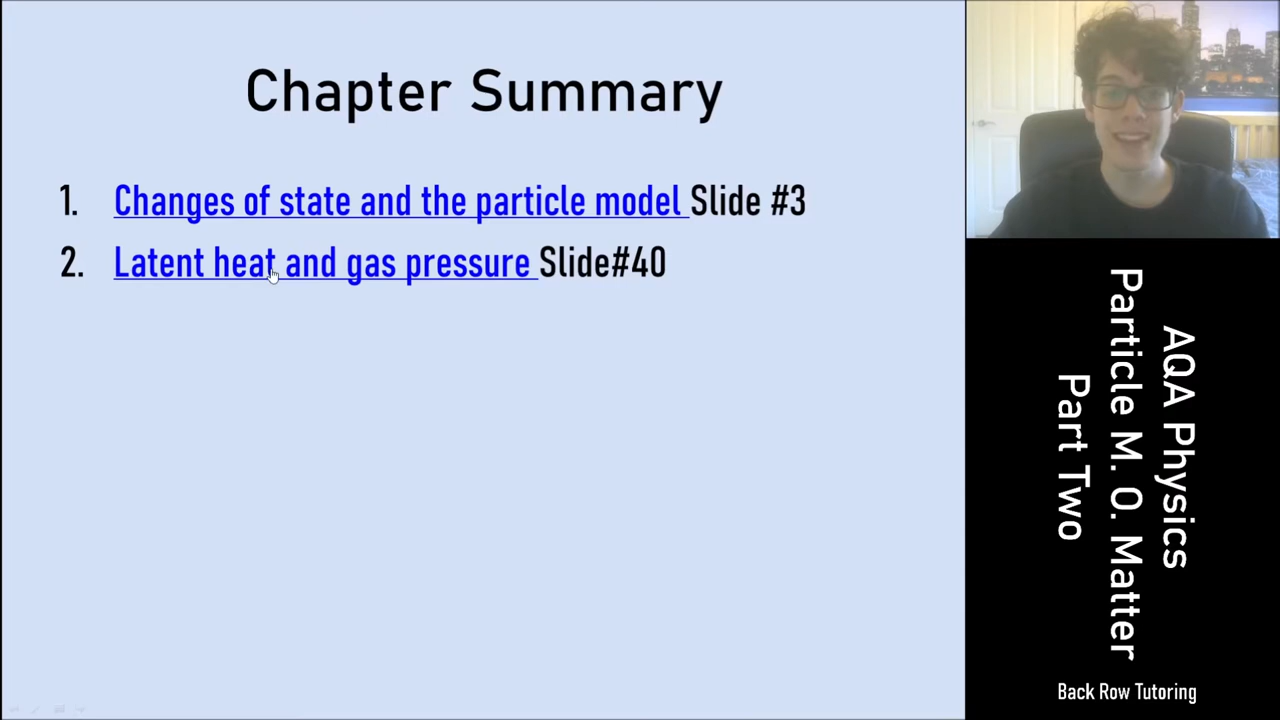 Chapter Summary
1. Changes of state and the particle model Slide #3
2. Latent heat and gas pressure Slide#40
AQA Physics
Particle M. O. Matter
Part Two
Back Row Tutoring